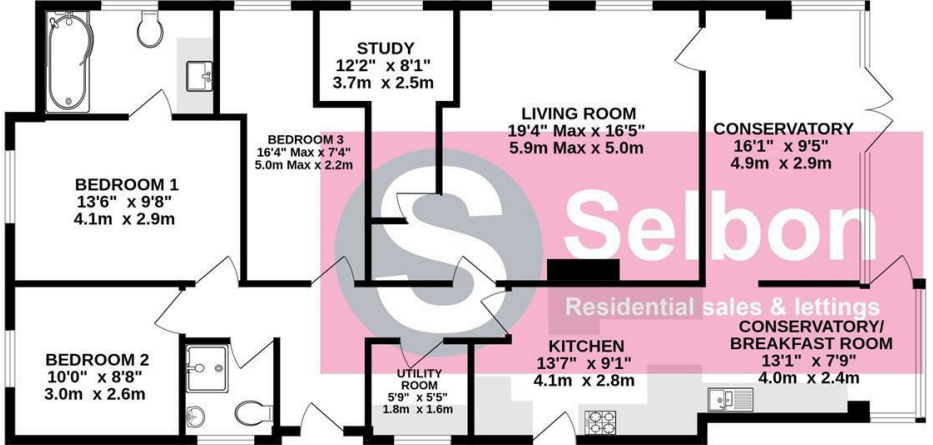 STUDY
12'2" x 8'1"
3.7m x 2.5m
LIVING ROOM
19'4" Max x 16'5"
5.9m Max x 5.0m
CONSERVATORY
16'1" x 9'5"
4.9m x 2.9m
BEDROOM 3
16'4" Max x 7'4"
5.0m Max x 2.2m
BEDROOM 1
13'6" x 9'8"
4.1m x 2.9m
S
Selbon
Residential sales & lettings
BEDROOM 2
10'0" x 8'8"
3.0m x 2.6m
UTILITY
ROOM
5'9" x 5'5"
1.8m x 1.6m
KITCHEN
13'7" x 9'1"
4.1m x 2.8m
CONSERVATORY/
BREAKFAST ROOM
13'1" x 7'9"
4.0m x 2.4m